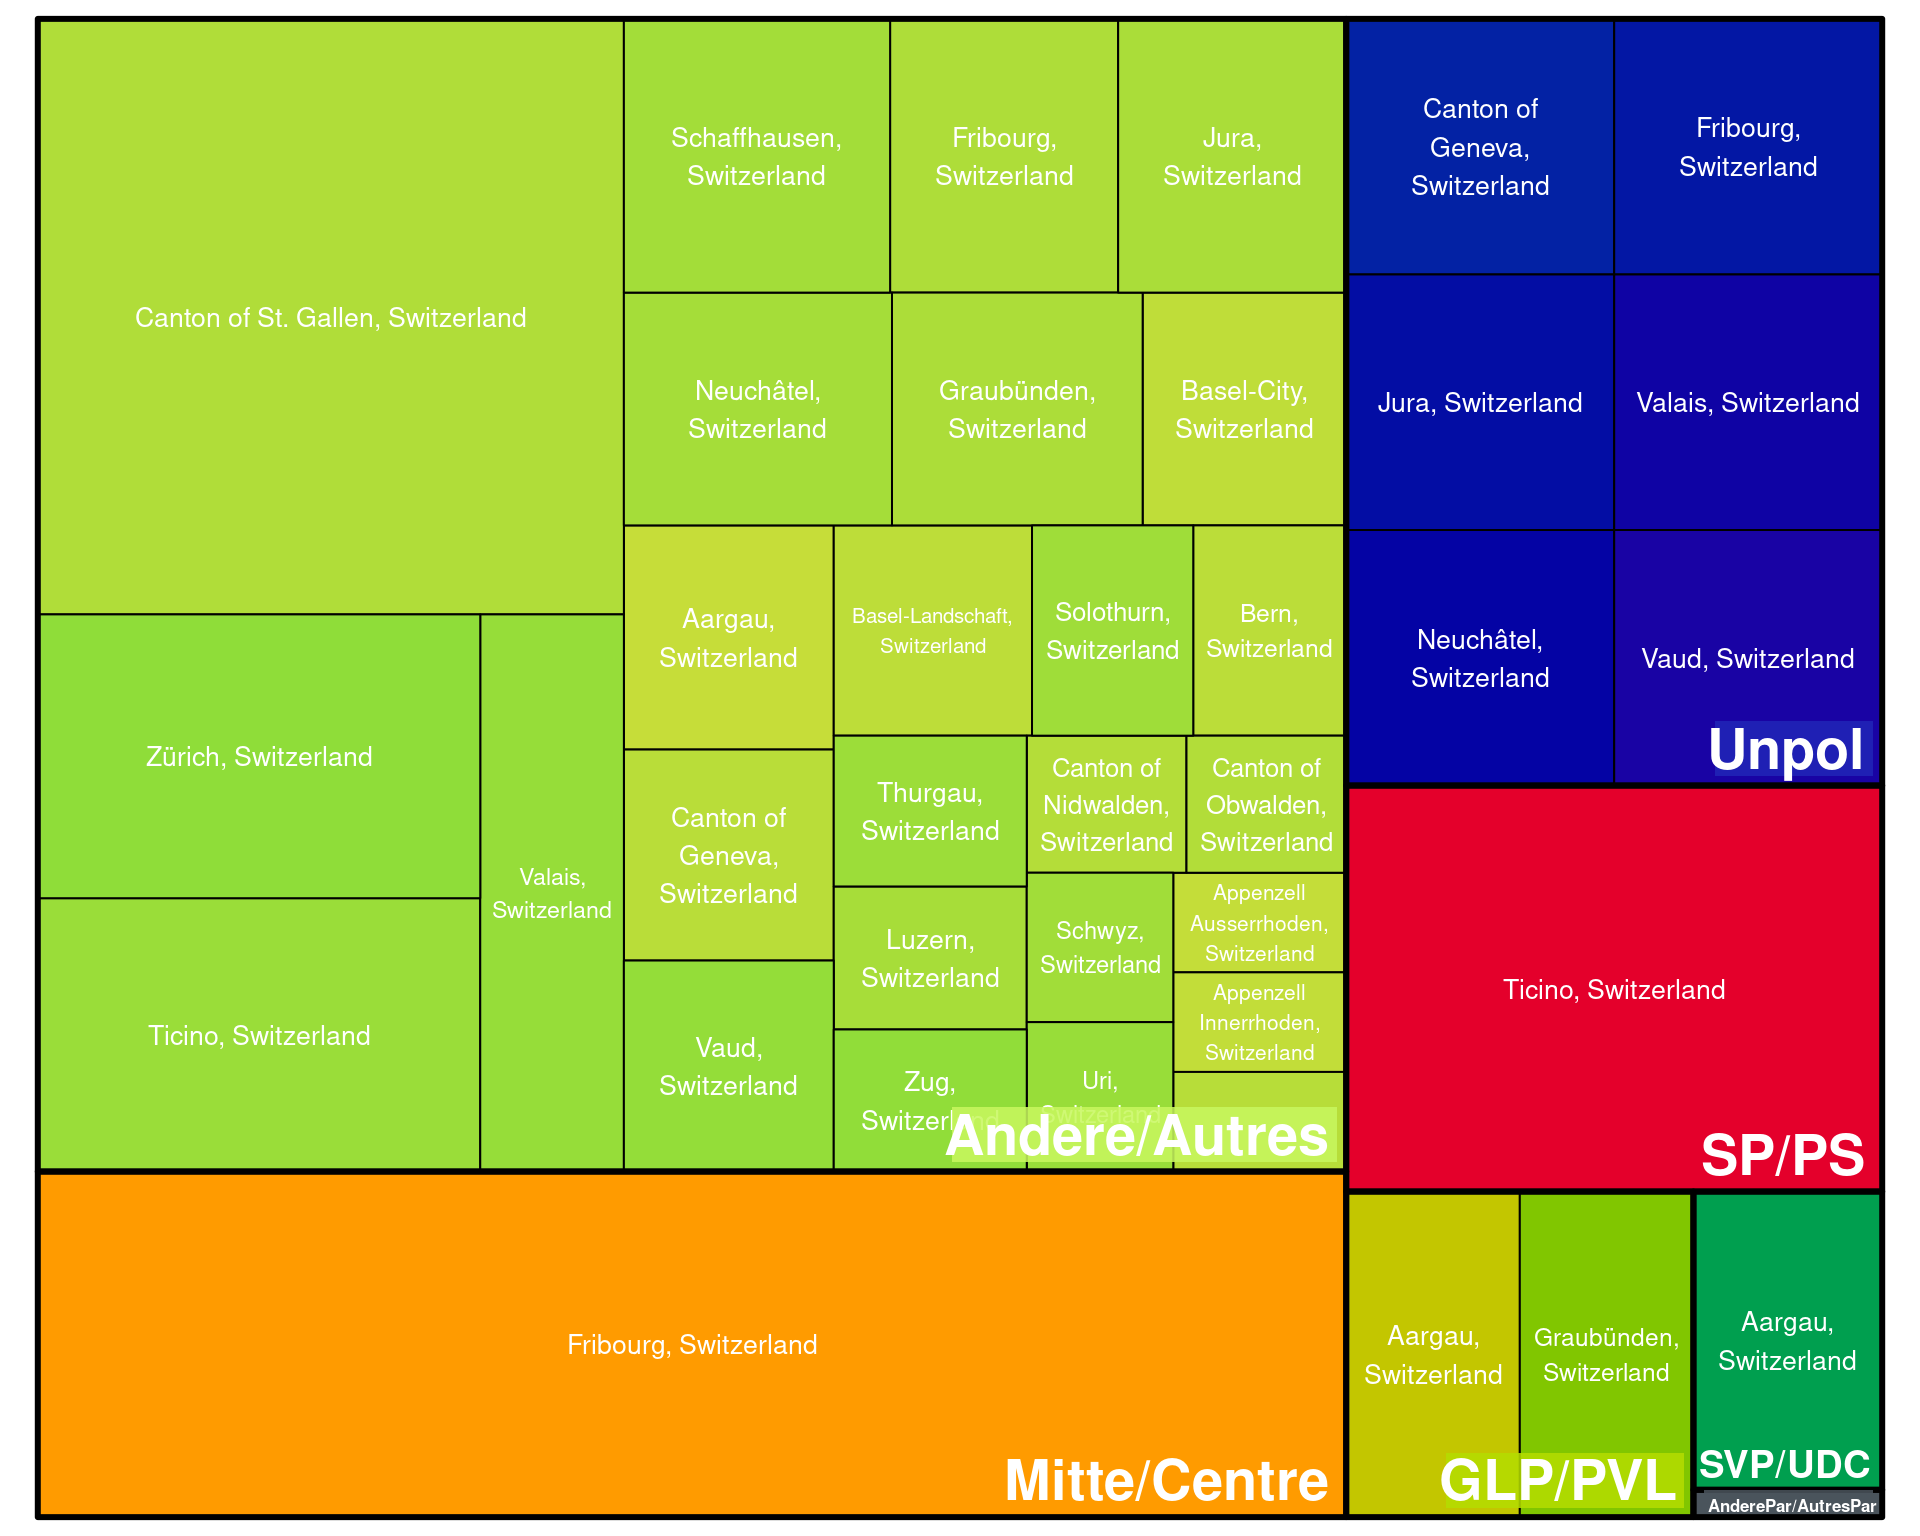 Canton of St. Gallen, Switzerland
Zürich, Switzerland
Ticino, Switzerland
Valais,
Switzerland
Schaffhausen,
Switzerland
Fribourg,
Switzerland
Jura,
Switzerland
Neuchâtel,
Switzerland
Graubünden,
Switzerland
Basel-City,
Switzerland
Aargau,
Switzerland
Basel-Landschaft,
Switzerland
Solothurn,
Switzerland
Bern,
Switzerland
Canton of
Geneva,
Switzerland
Vaud,
Switzerland
Thurgau,
Switzerland
Luzern,
Switzerland
Zug,
Switzerland
Canton of
Nidwalden,
Switzerland
Canton of
Obwalden,
Switzerland
Schwyz,
Switzerland
Uri,
Switzerland
Appenzell
Ausserrhoden,
Switzerland
Appenzell
Innerrhoden,
Switzerland
Andere/Autres
Fribourg, Switzerland
Mitte/Centre
Canton of
Geneva,
Switzerland
Fribourg,
Switzerland
Jura, Switzerland
Valais, Switzerland
Neuchâtel,
Switzerland
Vaud, Switzerland
Unpol
Ticino, Switzerland
SP/PS
Aargau,
Switzerland
Graubünden,
Switzerland
GLP/PVL
Aargau,
Switzerland
SVP/UDC
AnderePar/AutresPar